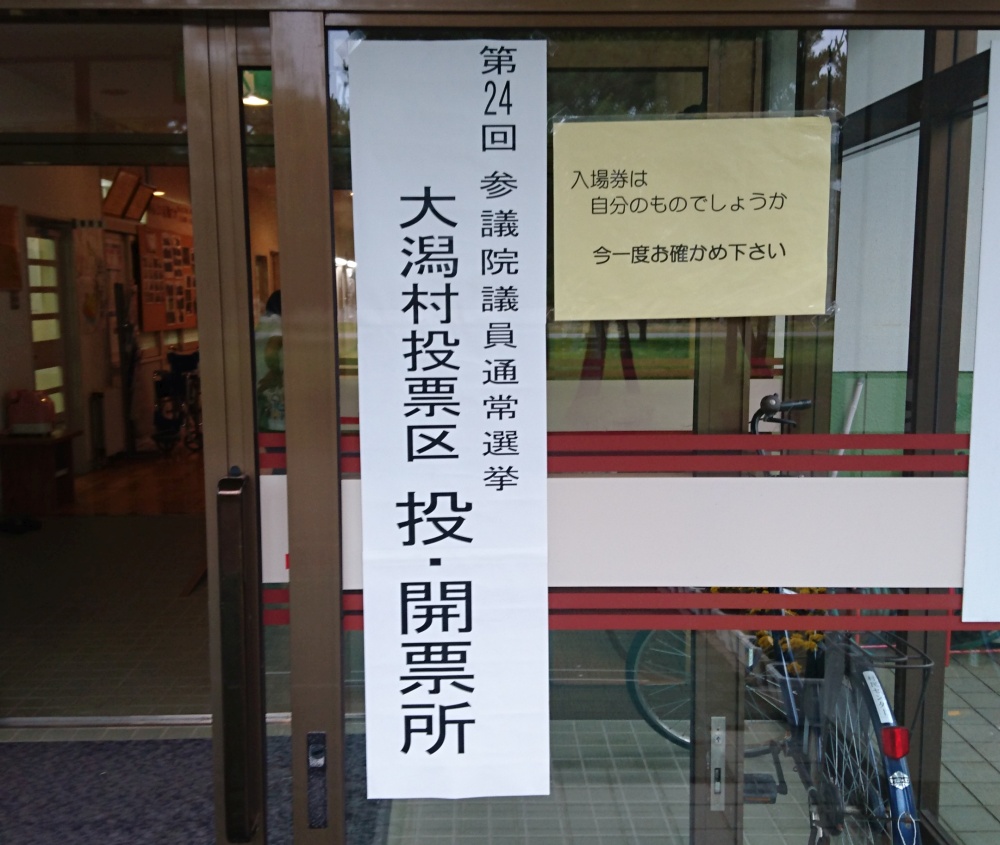 第24回 参議院議員通常選挙
大潟村投票区 投・開票所
入場券は
自分のものでしょうか
今一度お確かめ下さい